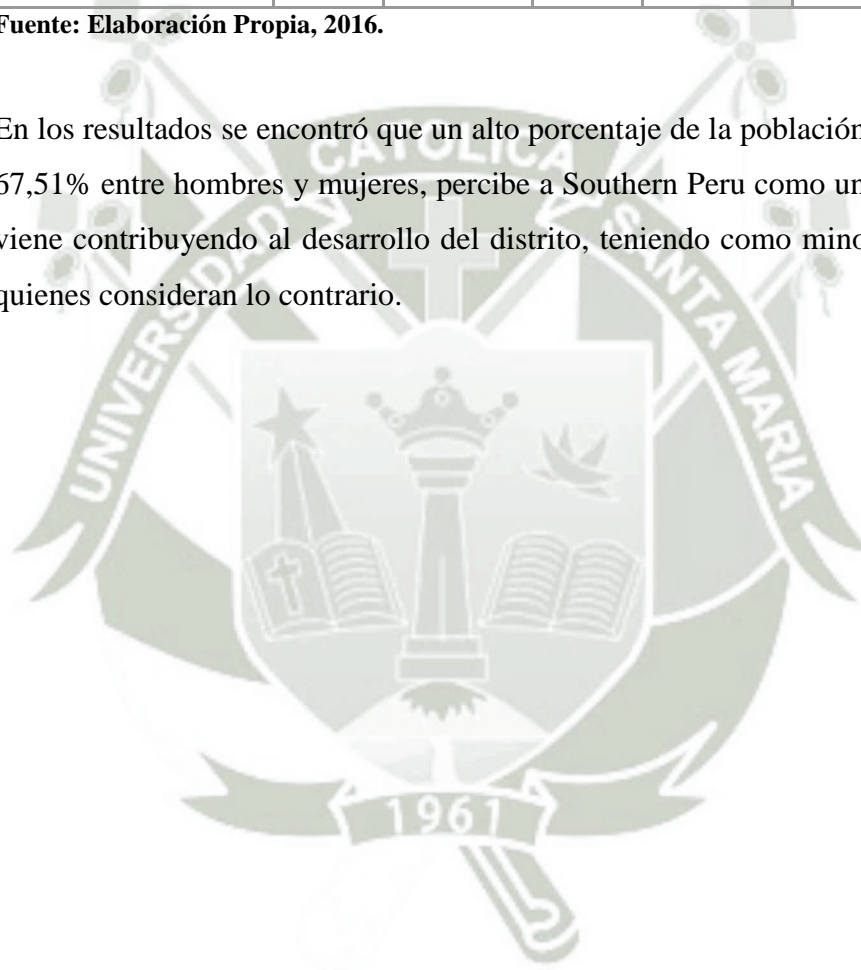 Fuente: Elaboración Propia, 2016.
En los resultados se encontró que un alto porcentaje de la población
67,51% entre hombres y mujeres, percibe a Southern Peru como un
viene contribuyendo al desarrollo del distrito, teniendo como mino
quienes consideran lo contrario.
UNIVERSIDAD CATOLICA SANTA MARIA
1961